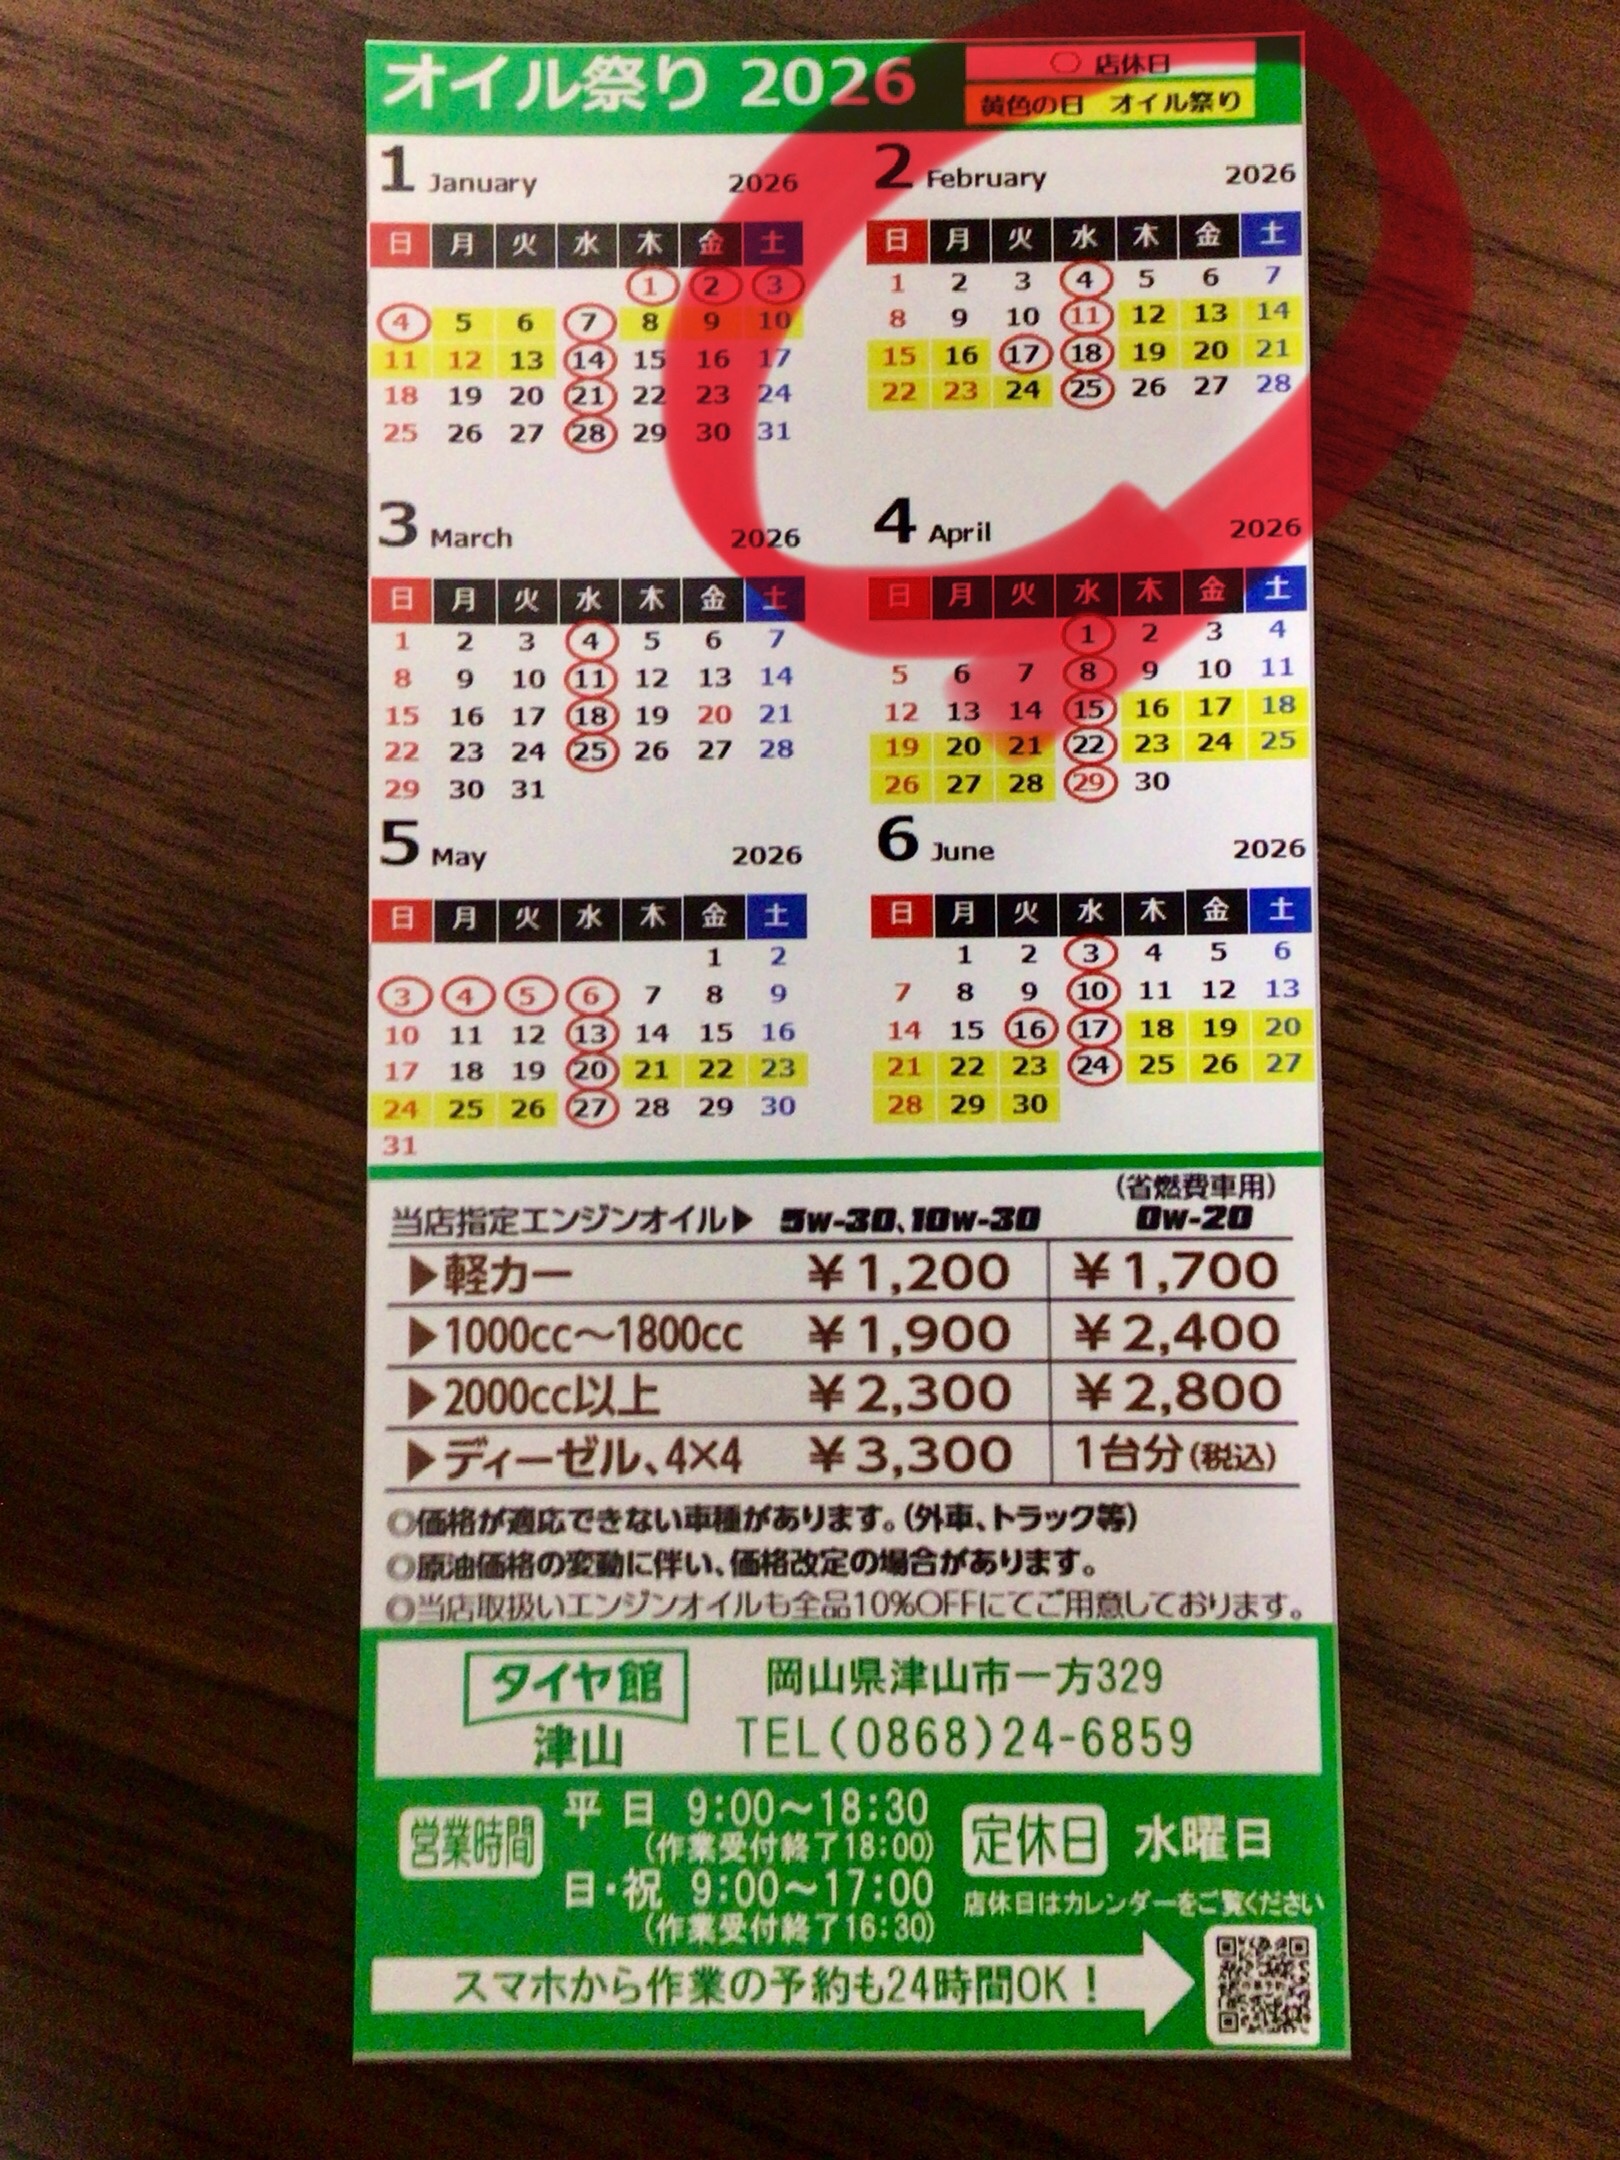 オイル祭り 2026
店休日
黄色の日 オイル祭り
1 January 2026
日 月 火 水 木 金 土
1 2 3
4 5 6 7 8 9 10
11 12 13 14 15 16 17
18 19 20 21 22 23 24
25 26 27 28 29 30 31
2 February 2026
日 月 火 水 木 金 土
1 2 3 4 5 6 7
8 9 10 11 12 13 14
15 16 17 18 19 20 21
22 23 24 25 26 27 28
3 March 2026
日 月 火 水 木 金 土
1 2 3 4 5 6 7
8 9 10 11 12 13 14
15 16 17 18 19 20 21
22 23 24 25 26 27 28
29 30 31
4 April 2026
日 月 火 水 木 金 土
1 2 3 4
5 6 7 8 9 10 11
12 13 14 15 16 17 18
19 20 21 22 23 24 25
26 27 28 29 30
5 May 2026
日 月 火 水 木 金 土
1 2
3 4 5 6 7 8 9
10 11 12 13 14 15 16
17 18 19 20 21 22 23
24 25 26 27 28 29 30
31
6 June 2026
日 月 火 水 木 金 土
1 2 3 4 5 6
7 8 9 10 11 12 13
14 15 16 17 18 19 20
21 22 23 24 25 26 27
28 29 30
(省燃費車用)
当店指定エンジンオイル▶ 5w-30、10w-30 0w-20
▶軽カー ¥1,200 ¥1,700
▶1000cc〜1800cc ¥1,900 ¥2,400
▶2000cc以上 ¥2,300 ¥2,800
▶ディーゼル、4×4 ¥3,300 1台分(税込)
◎価格が適応できない車種があります。(外車、トラック等)
◎原油価格の変動に伴い、価格改定の場合があります。
◎当店取扱いエンジンオイルも全品10%OFFにてご用意しております。
タイヤ館 岡山県津山市一方329
津山 TEL(0868)24-6859
営業時間 平日 9:00〜18:30
(作業受付終了18:00)
日・祝 9:00〜17:00
(作業受付終了16:30)
定休日 水曜日
店休日はカレンダーをご覧ください
スマホから作業の予約も24時間OK！